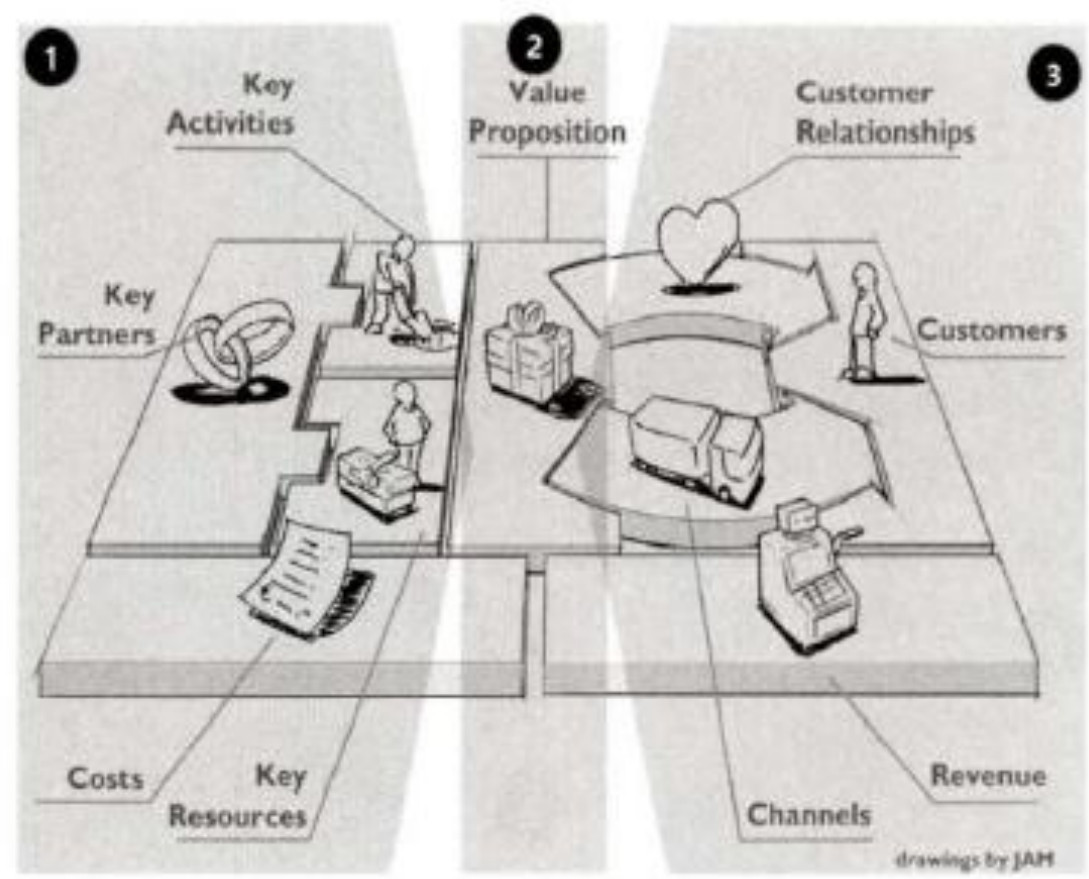 1
2
3
Key
Activities
Value
Proposition
Customer
Relationships
Key
Partners
Customers
Costs
Key
Resources
Channels
Revenue
drawings by JAM